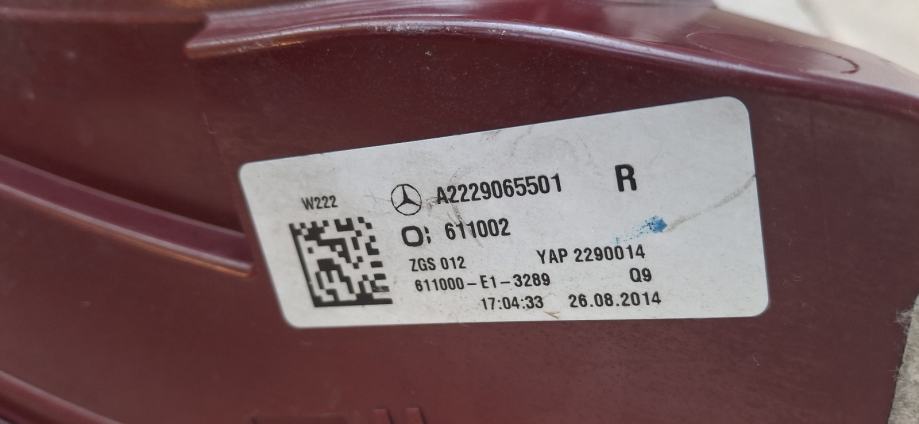 W222
A2229065501 R
O; 611002
ZGS 012 YAP 2290014
611000-E1-3289 Q9
17:04:33 26.08.2014